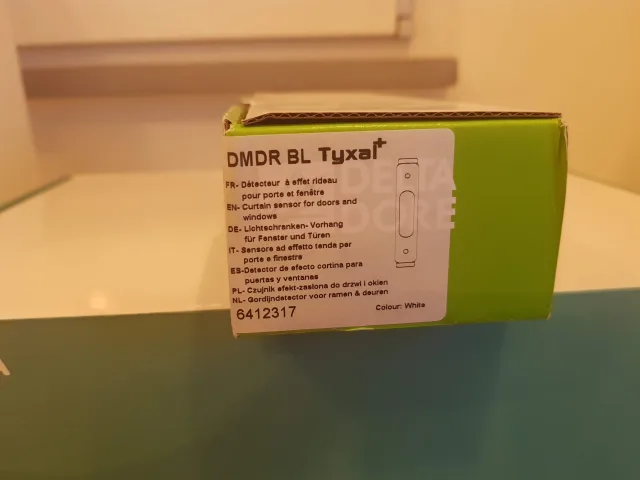 DMDR BL Tyxal+
FR- Détecteur à effet rideau
pour porte et fenêtre
EN- Curtain sensor for doors and
windows
DE- Lichtschranken- Vorhang
für Fenster und Türen
IT- Sensore ad effetto tenda per
porte e finestre
ES-Detector de efecto cortina para
puertas y ventanas
PL- Czujnik efekt-zasłona do drzwi i okien
NL- Gordijndetector voor ramen & deuren
6412317
Colour: White
DELTA
DORE